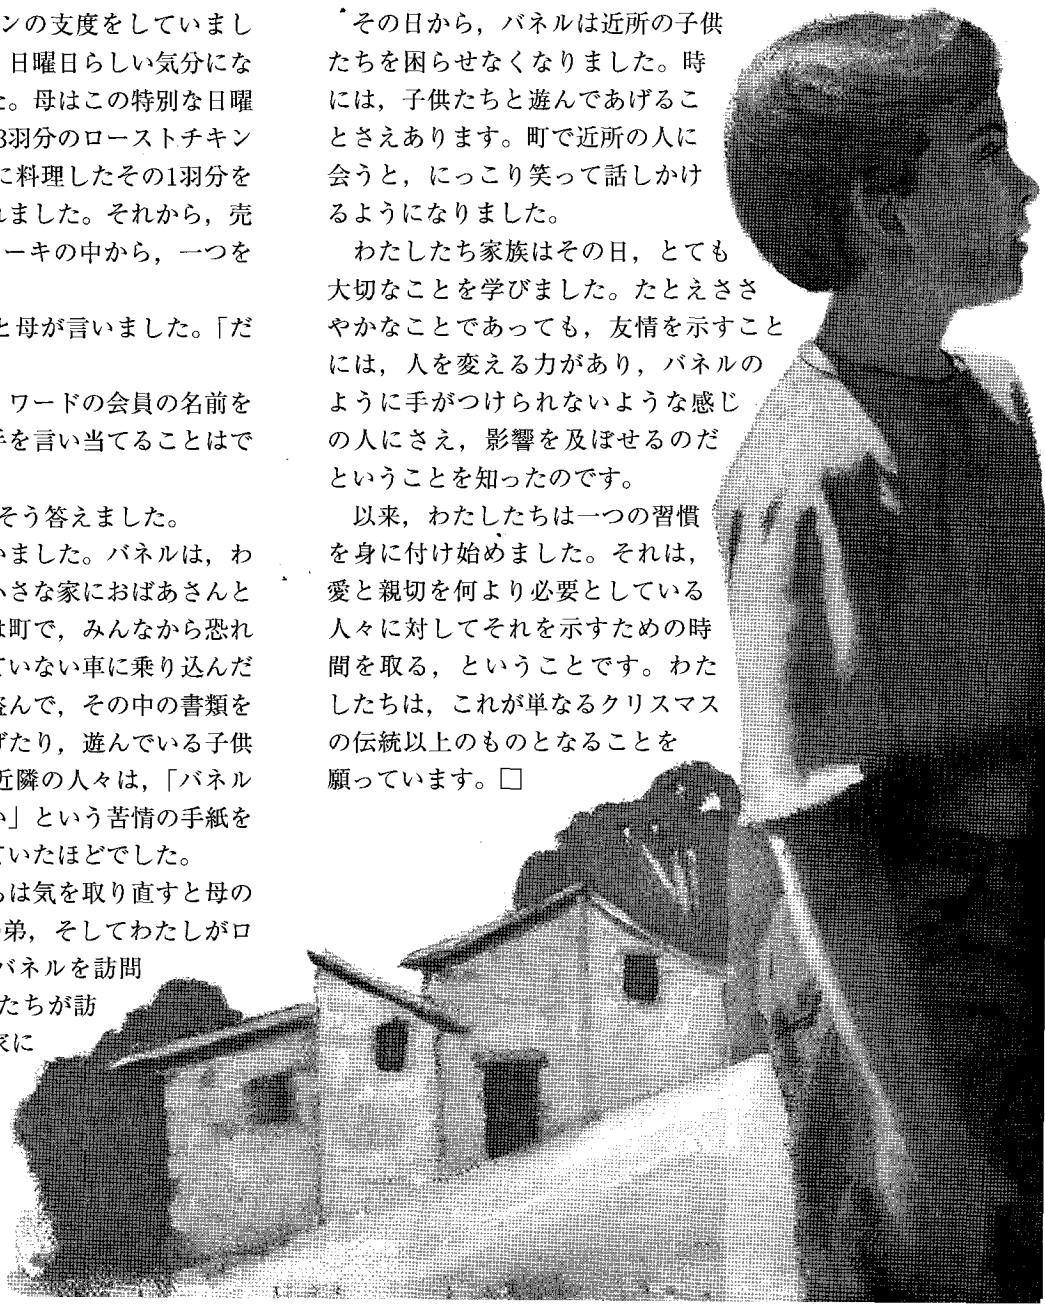 ンの支度をしていまし
日曜日らしい気分にな
た。母はこの特別な日曜
3羽分のローストチキン
に料理したその1羽分を
れました。それから，売
ーキの中から，一つを
と母が言いました。「だ
ワードの会員の名前を
手を言い当てることはで
そう答えました。
いました。バネルは，わ
小さな家におばあさんと
は町で，みんなから恐れ
ていない車に乗り込んだ
盗んで，その中の書類を
げたり，遊んでいる子供
近隣の人々は，「バネル
い」という苦情の手紙を
ていたほどでした。
ちは気を取り直すと母の
弟，そしてわたしがロ
バネルを訪問
たちが訪
家に
その日から，バネルは近所の子供
たちを困らせなくなりました。時
には，子供たちと遊んであげるこ
とさえあります。町で近所の人に
会うと，にっこり笑って話しかけ
るようになりました。
わたしたち家族はその日，とても
大切なことを学びました。たとえささ
やかなことであっても，友情を示すこと
には，人を変える力があり，バネルの
ように手がつけられないような感じ
の人にさえ，影響を及ぼせるのだ
ということを知ったのです。
以来，わたしたちは一つの習慣
を身に付け始めました。それは，
愛と親切を何より必要としている
人々に対してそれを示すための時
間を取る，ということです。わた
したちは，これが単なるクリスマス
の伝統以上のものとなることを
願っています。□